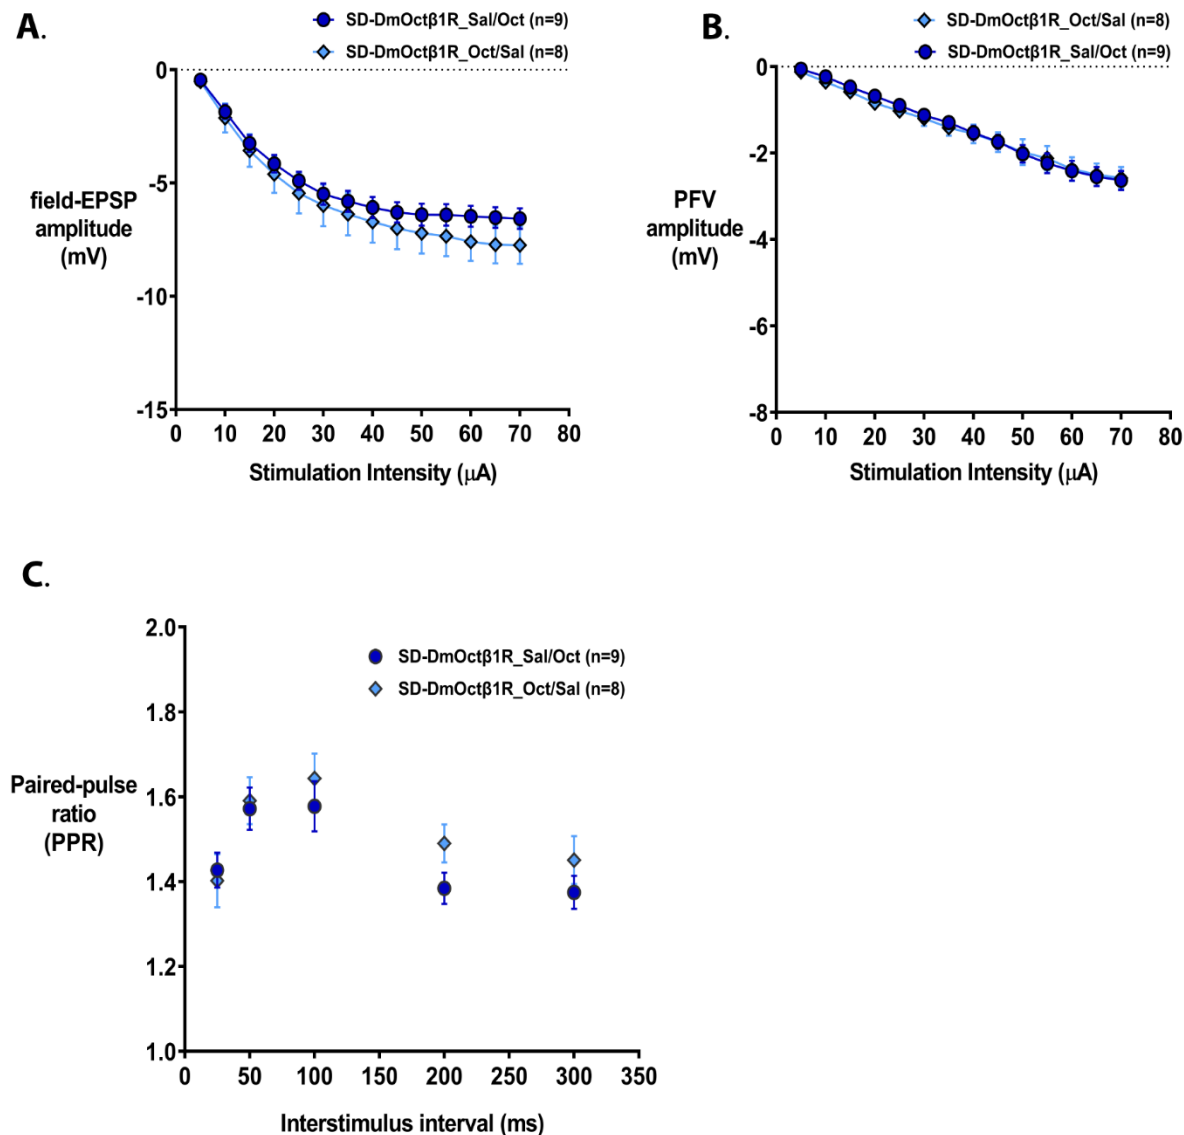 A.
SD-DmOctβ1R_Sal/Oct (n=9)
SD-DmOctβ1R_Oct/Sal (n=8)
0
-5
-10
-15
field-EPSP
amplitude
(mV)
0 10 20 30 40 50 60 70 80
Stimulation Intensity (μA)
B.
SD-DmOctβ1R_Oct/Sal (n=8)
SD-DmOctβ1R_Sal/Oct (n=9)
0
-2
-4
-6
-8
PFV
amplitude
(mV)
0 10 20 30 40 50 60 70 80
Stimulation Intensity (μA)
C.
2.0
1.8
1.6
1.4
1.2
1.0
SD-DmOctβ1R_Sal/Oct (n=9)
SD-DmOctβ1R_Oct/Sal (n=8)
Paired-pulse
ratio
(PPR)
0 50 100 150 200 250 300 350
Interstimulus interval (ms)